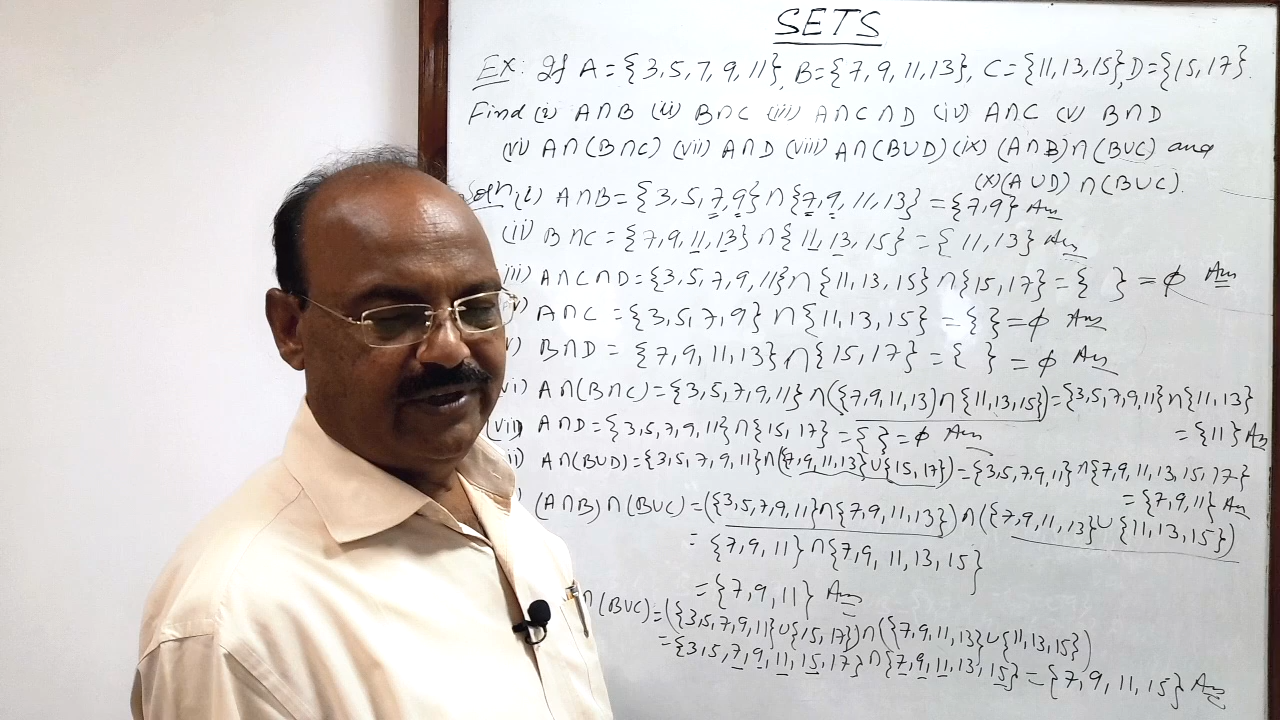 SETS
Ex: If A = {3, 5, 7, 9, 11}, B = {7, 9, 11, 13}, C = {11, 13, 15}, D = {15, 17}.
Find (i) A∩B (ii) B∩C (iii) A∩C∩D (iv) A∩C (v) B∩D
(vi) A∩(B∩C) (vii) A∩D (viii) A∩(B∪D) (ix) (A∩B)∩(B∪C) and
(x) (A∪D) ∩(B∪C).
Soln, (i) A∩B = {3, 5, 7, 9} ∩ {7, 9, 11, 13} = {7, 9} Ans
(ii) B∩C = {7, 9, 11, 13} ∩ {11, 13, 15} = {11, 13} Ans
iii) A∩C∩D = {3, 5, 7, 9, 11} ∩ {11, 13, 15} ∩ {15, 17} = { } = ϕ Ans
v) A∩C = {3, 5, 7, 9} ∩ {11, 13, 15} = { } = ϕ Ans
v) B∩D = {7, 9, 11, 13} ∩ {15, 17} = { } = ϕ Ans
vi) A∩(B∩C) = {3, 5, 7, 9, 11} ∩ ({7, 9, 11, 13) ∩ {11, 13, 15}) = {3, 5, 7, 9, 11} ∩ {11, 13}
= {11} Ans
(vii) A∩D = {3, 5, 7, 9, 11} ∩ {15, 17} = { } = ϕ Ans
ii) A∩(B∪D) = {3, 5, 7, 9, 11} ∩ ({7, 9, 11, 13} ∪ {15, 17}) = {3, 5, 7, 9, 11} ∩ {7, 9, 11, 13, 15, 17}
= {7, 9, 11} Ans
) (A∩B)∩(B∪C) = ({3, 5, 7, 9, 11} ∩ {7, 9, 11, 13}) ∩ ({7, 9, 11, 13} ∪ {11, 13, 15})
= {7, 9, 11} ∩ {7, 9, 11, 13, 15}
= {7, 9, 11} Ans
∩(B∪C) = ({3, 5, 7, 9, 11} ∪ {15, 17}) ∩ ({7, 9, 11, 13} ∪ {11, 13, 15})
= {3, 5, 7, 9, 11, 15, 17} ∩ {7, 9, 11, 13, 15} = {7, 9, 11, 15} Ans